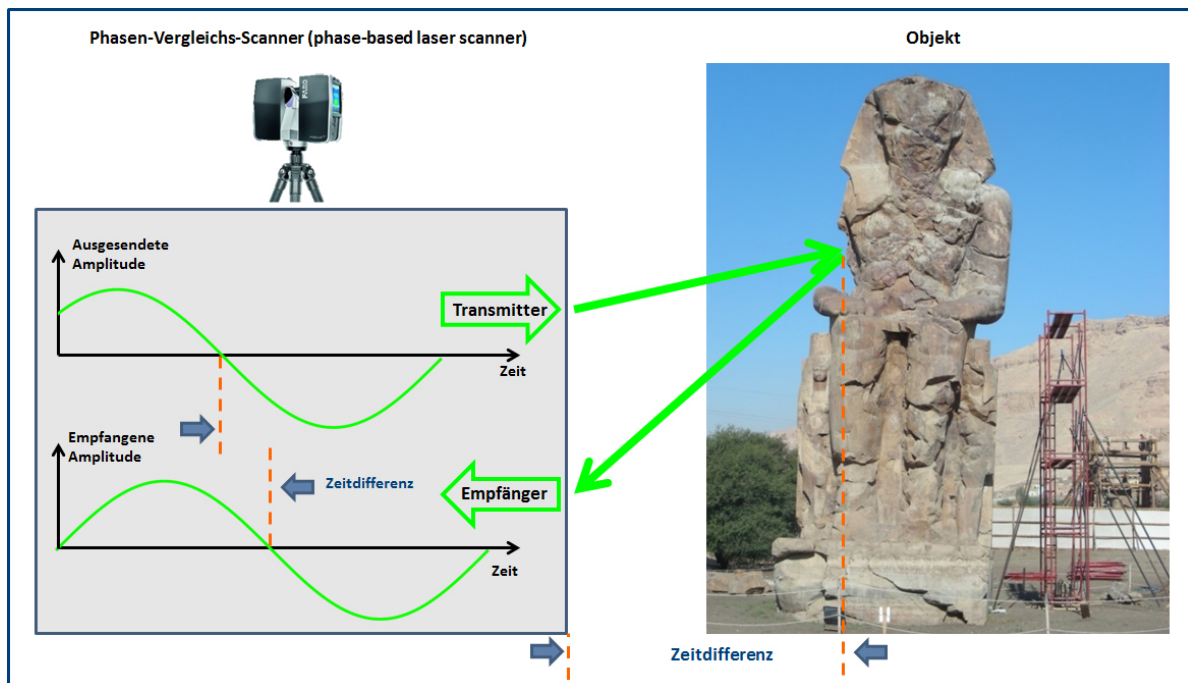 Phasen-Vergleichs-Scanner (phase-based laser scanner)
Objekt
Ausgesendete
Amplitude
Transmitter
Zeit
Empfangene
Amplitude
Zeitdifferenz
Empfänger
Zeit
Zeitdifferenz